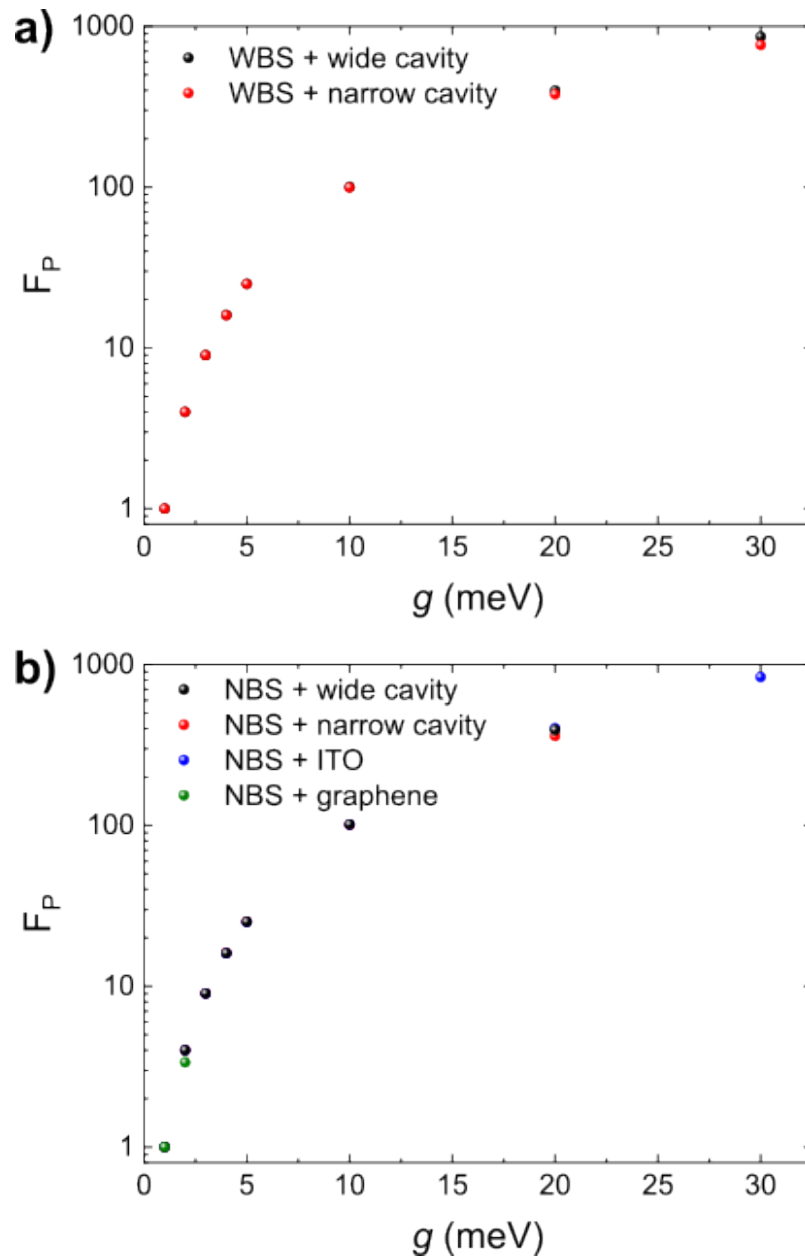 a)
1000
WBS + wide cavity
WBS + narrow cavity
100
10
1
F_P
0 5 10 15 20 25 30
g (meV)
b)
1000
NBS + wide cavity
NBS + narrow cavity
NBS + ITO
NBS + graphene
100
10
1
F_P
0 5 10 15 20 25 30
g (meV)